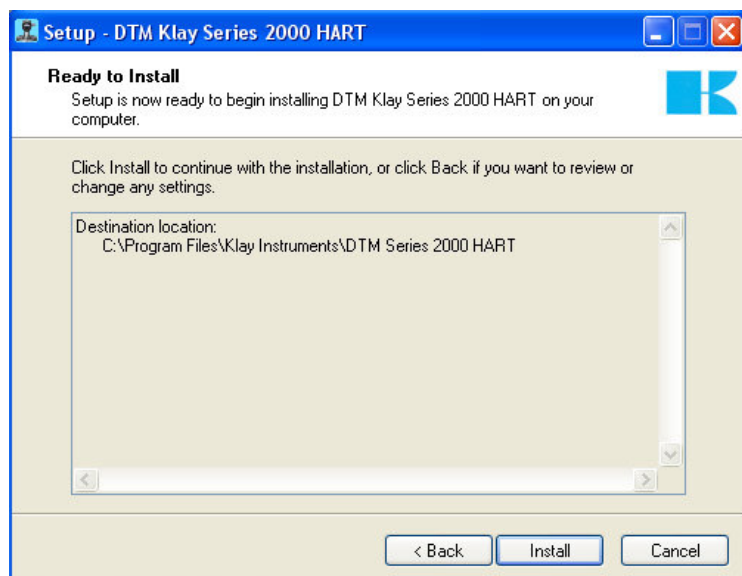 Setup - DTM Klay Series 2000 HART
Ready to Install
Setup is now ready to begin installing DTM Klay Series 2000 HART on your
computer.
Click Install to continue with the installation, or click Back if you want to review or
change any settings.
Destination location:
C:\Program Files\Klay Instruments\DTM Series 2000 HART
< Back
Install
Cancel